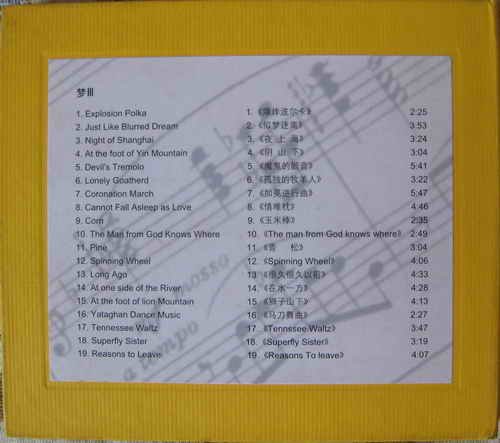 梦Ⅲ
1. Explosion Polka 1.《爆炸波尔卡》 2:25
2. Just Like Blurred Dream 2.《似梦迷离》 3:53
3. Night of Shanghai 3.《夜上海》 3:24
4. At the foot of Yin Mountain 4.《阴山下》 3:04
5. Devil's Tremolo 5.《魔鬼的颤音》 5:41
6. Lonely Goatherd 6.《孤独的牧羊人》 3:22
7. Coronation March 7.《加冕进行曲》 5:47
8. Cannot Fall Asleep as Love 8.《情难枕》 4:46
9. Corn 9.《玉米棒》 2:35
10. The Man from God Knows Where 10.《The man from God knows where》 2:49
11. Pine 11.《青松》 3:04
12. Spinning Wheel 12.《Spinning Wheel》 4:06
13. Long Ago 13.《很久很久以前》 4:33
14. At one side of the River 14.《在水一方》 4:28
15. At the foot of lion Mountain 15.《狮子山下》 4:13
16. Yataghan Dance Music 16.《马刀舞曲》 2:27
17. Tennessee Waltz 17.《Tennessee Waltz》 3:47
18. Superfly Sister 18.《Superfly Sister》 3:19
19. Reasons to Leave 19.《Reasons To leave》 4:07
a tempo